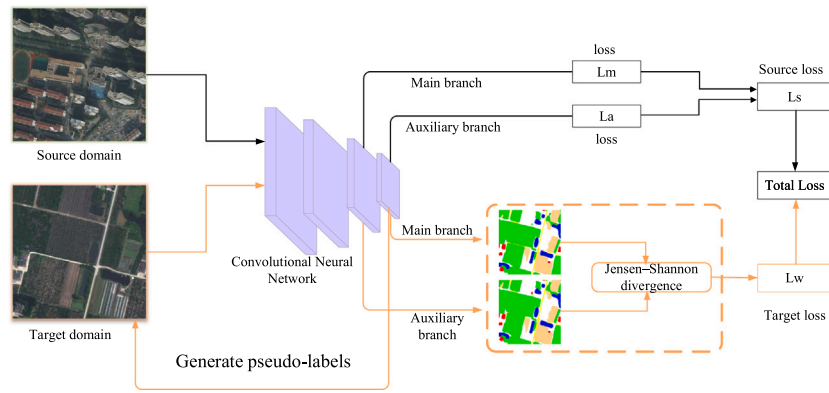 loss
Main branch
Lm
Source loss
Ls
Auxiliary branch
La
loss
Source domain
Total Loss
Main branch
Convolutional Neural
Network
Jensen–Shannon
divergence
Lw
Auxiliary
branch
Target loss
Target domain
Generate pseudo-labels